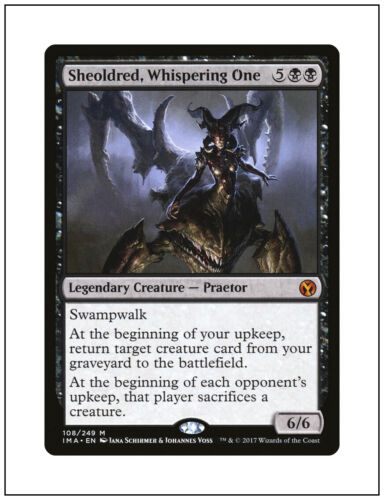 Sheoldred, Whispering One 5
Legendary Creature — Praetor
Swampwalk
At the beginning of your upkeep,
return target creature card from your
graveyard to the battlefield.
At the beginning of each opponent's
upkeep, that player sacrifices a
creature.
6/6
108/249 M
IMA • EN Iana Schirmer & Johannes Voss ™ & © 2017 Wizards of the Coast